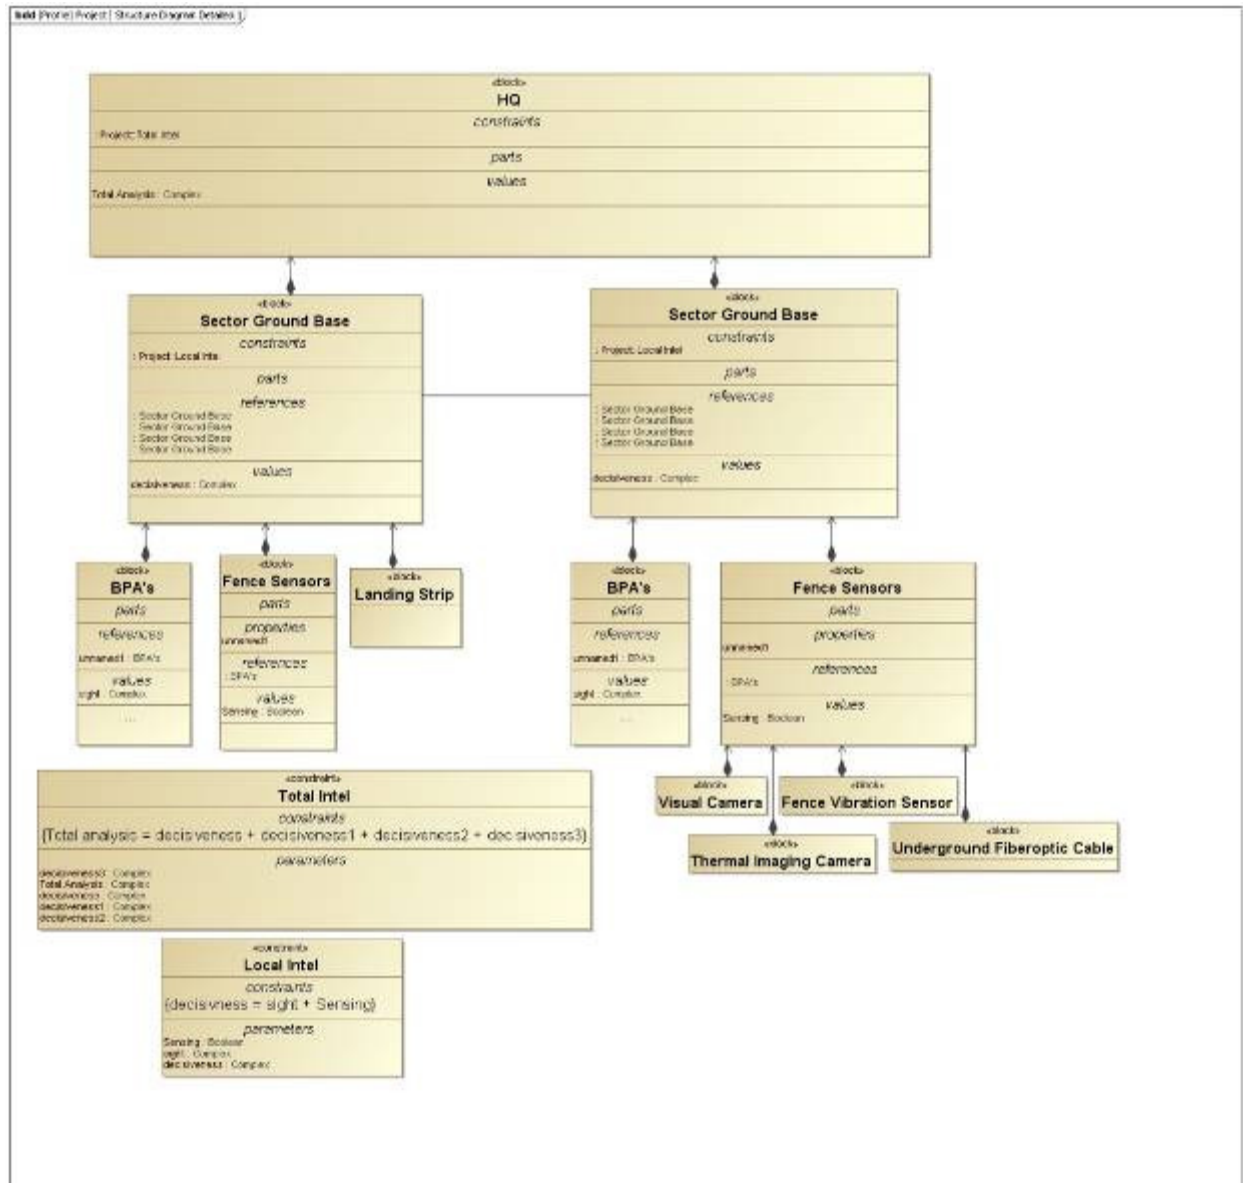 bdd [Profile] Project [ Structure Diagram Detailed ]
«block»
HQ
constraints
: Project::Total Intel
parts
values
Total Analysis : Complex
«block»
Sector Ground Base
constraints
: Project::Local Intel
parts
references
: Sector Ground Base
: Sector Ground Base
: Sector Ground Base
: Sector Ground Base
values
decisiveness : Complex
«block»
Sector Ground Base
constraints
: Project::Local Intel
parts
references
: Sector Ground Base
: Sector Ground Base
: Sector Ground Base
: Sector Ground Base
values
decisiveness : Complex
«block»
BPA's
parts
references
unnamed1 : BPA's
values
sight : Complex
...
«block»
Fence Sensors
parts
properties
unnamed1
references
: BPA's
values
Sensing : Boolean
«block»
Landing Strip
«block»
BPA's
parts
references
unnamed1 : BPA's
values
sight : Complex
...
«block»
Fence Sensors
parts
properties
unnamed1
references
: BPA's
values
Sensing : Boolean
«block»
Visual Camera
«block»
Fence Vibration Sensor
«block»
Thermal Imaging Camera
«block»
Underground Fiberoptic Cable
«constraint»
Total Intel
constraints
{Total analysis = decisiveness + decisiveness1 + decisiveness2 + decisiveness3}
parameters
decisiveness3 : Complex
Total Analysis : Complex
decisiveness : Complex
decisiveness1 : Complex
decisiveness2 : Complex
«constraint»
Local Intel
constraints
{decisivness = sight + Sensing}
parameters
Sensing : Boolean
sight : Complex
decisiveness : Complex